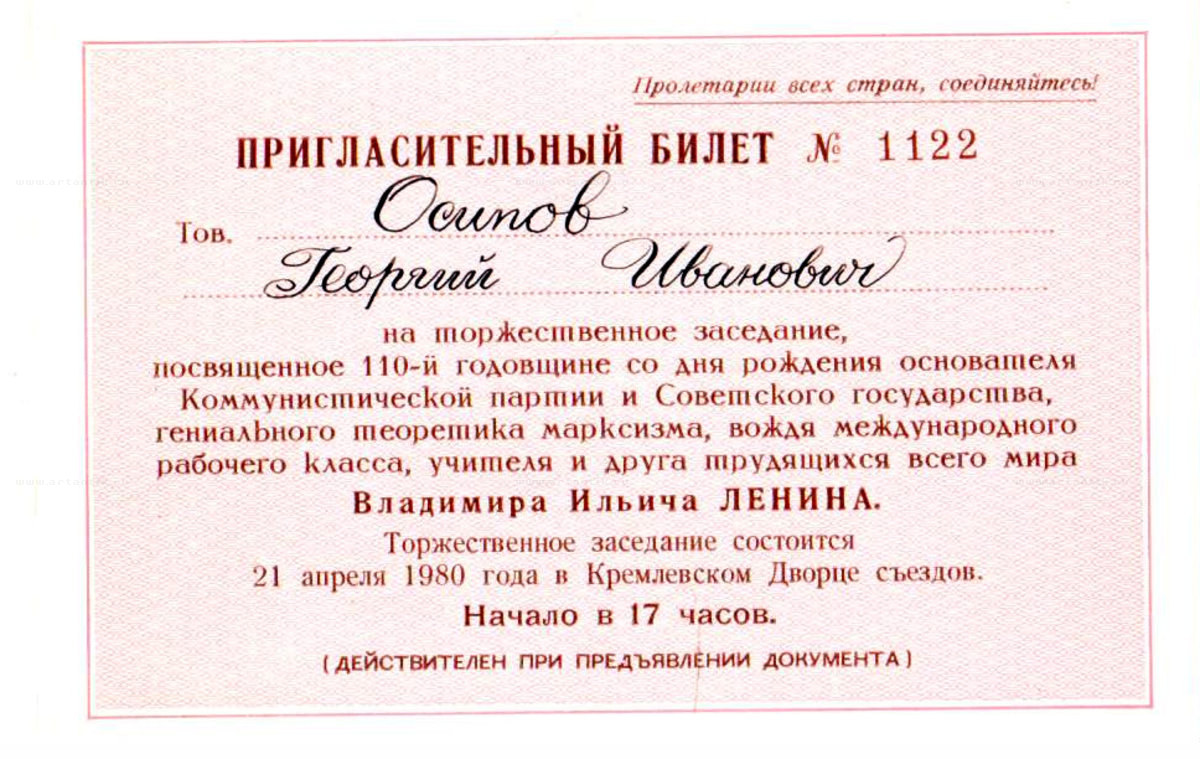 Пролетарии всех стран, соединяйтесь!
ПРИГЛАСИТЕЛЬНЫЙ БИЛЕТ № 1122
Тов. Осипов
Георгий Иванович
на торжественное заседание,
посвященное 110-й годовщине со дня рождения основателя
Коммунистической партии и Советского государства,
гениального теоретика марксизма, вождя международного
рабочего класса, учителя и друга трудящихся всего мира
Владимира Ильича ЛЕНИНА.
Торжественное заседание состоится
21 апреля 1980 года в Кремлевском Дворце съездов.
Начало в 17 часов.
(ДЕЙСТВИТЕЛЕН ПРИ ПРЕДЪЯВЛЕНИИ ДОКУМЕНТА)